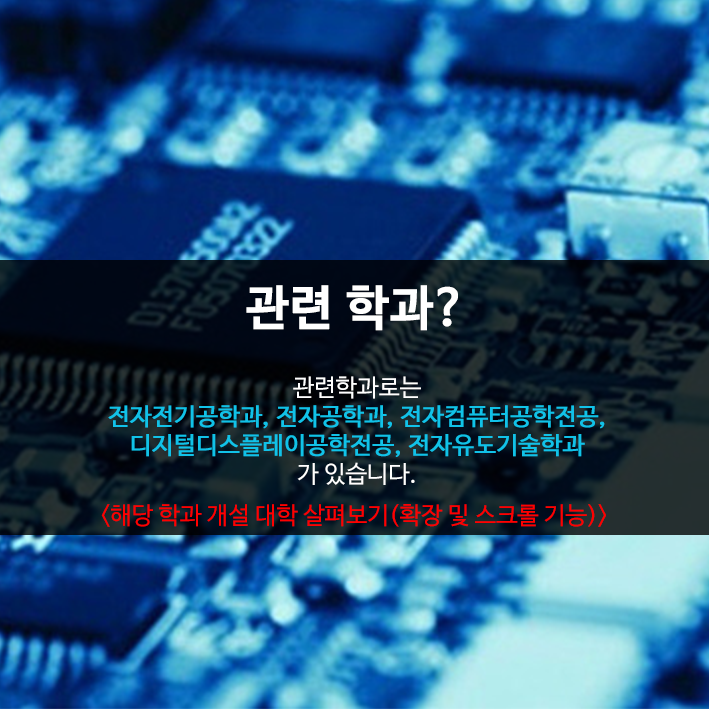 관련 학과?
관련학과로는
전자전기공학과, 전자공학과, 전자컴퓨터공학전공,
디지털디스플레이공학전공, 전자유도기술학과
가 있습니다.
<해당 학과 개설 대학 살펴보기(확장 및 스크롤 기능)>